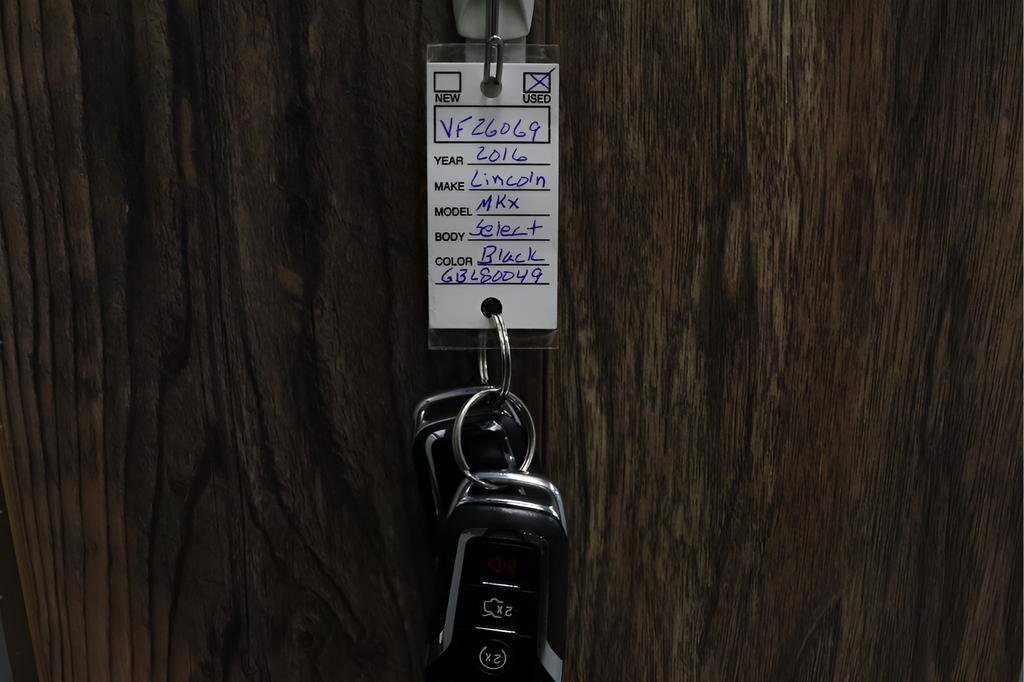 NEW USED
VF26069
YEAR 2016
MAKE Lincoln
MODEL MKX
BODY Select
COLOR Black
GBL80049
2x
2x